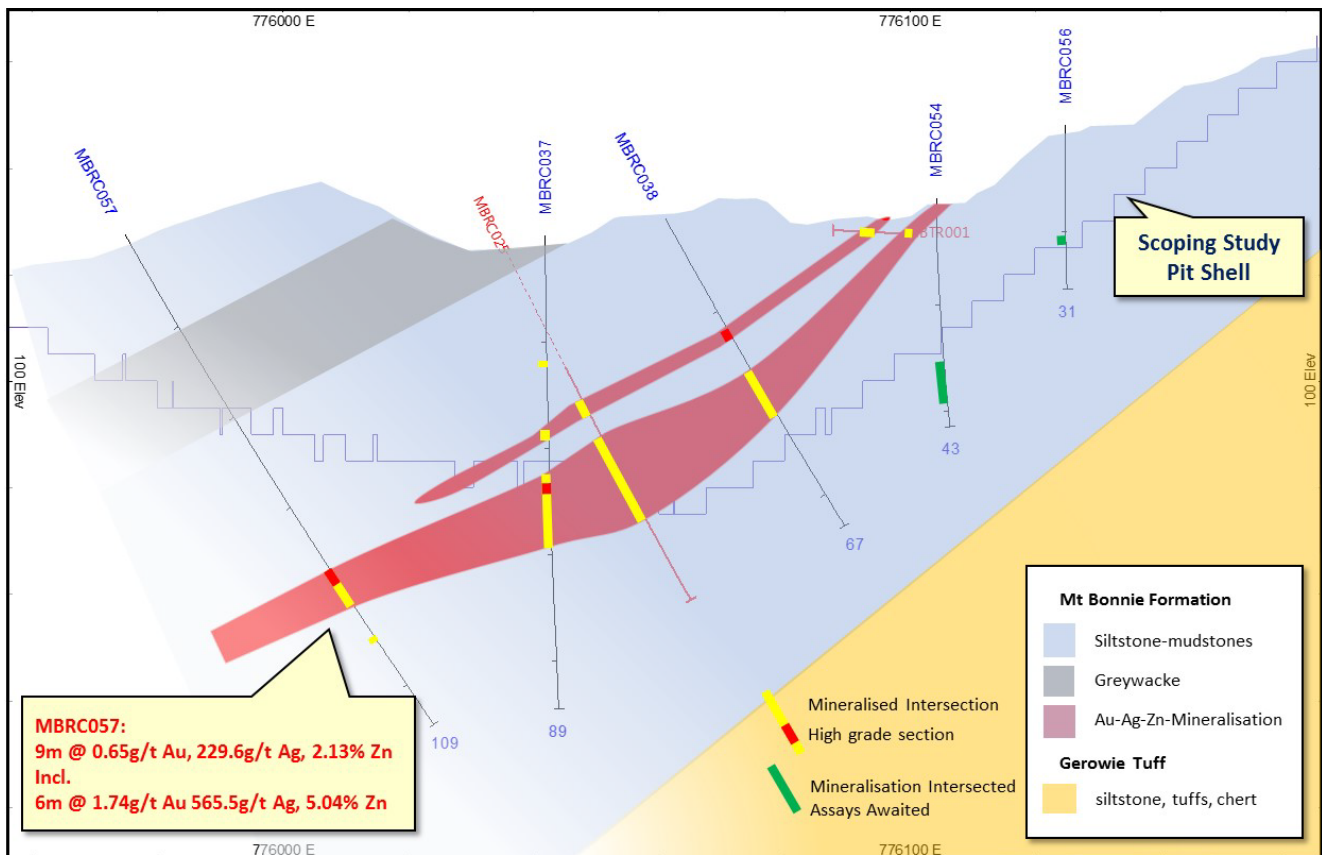 776000 E
776100 E
MBRC057
MBRC025
MBRC037
MBRC038
MBRC054
MBRC056
BTR001
Scoping Study
Pit Shell
100 Elev
100 Elev
31
43
67
89
109
MBRC057:
9m @ 0.65g/t Au, 229.6g/t Ag, 2.13% Zn
Incl.
6m @ 1.74g/t Au 565.5g/t Ag, 5.04% Zn
Mineralised Intersection
High grade section
Mineralisation Intersected
Assays Awaited
Mt Bonnie Formation
Siltstone-mudstones
Greywacke
Au-Ag-Zn-Mineralisation
Gerowie Tuff
siltstone, tuffs, chert
776000 E
776100 E